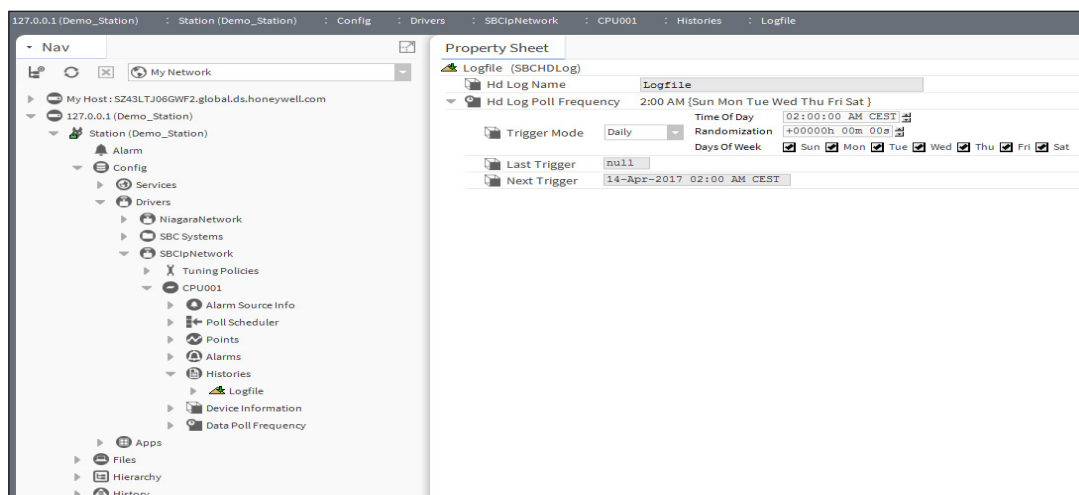 127.0.0.1 (Demo_Station) : Station (Demo_Station) : Config : Drivers : SBCIpNetwork : CPU001 : Histories : Logfile
Nav
My Network
My Host : SZ43LTJ06GWF2.global.ds.honeywell.com
127.0.0.1 (Demo_Station)
Station (Demo_Station)
Alarm
Config
Services
Drivers
NiagaraNetwork
SBC Systems
SBCIpNetwork
Tuning Policies
CPU001
Alarm Source Info
Poll Scheduler
Points
Alarms
Histories
Logfile
Device Information
Data Poll Frequency
Apps
Files
Hierarchy
History
Property Sheet
Logfile (SBCHDLog)
Hd Log Name Logfile
Hd Log Poll Frequency 2:00 AM {Sun Mon Tue Wed Thu Fri Sat }
Trigger Mode Daily
Time Of Day 02:00:00 AM CEST
Randomization +00000h 00m 00s
Days Of Week Sun Mon Tue Wed Thu Fri Sat
Last Trigger null
Next Trigger 14-Apr-2017 02:00 AM CEST